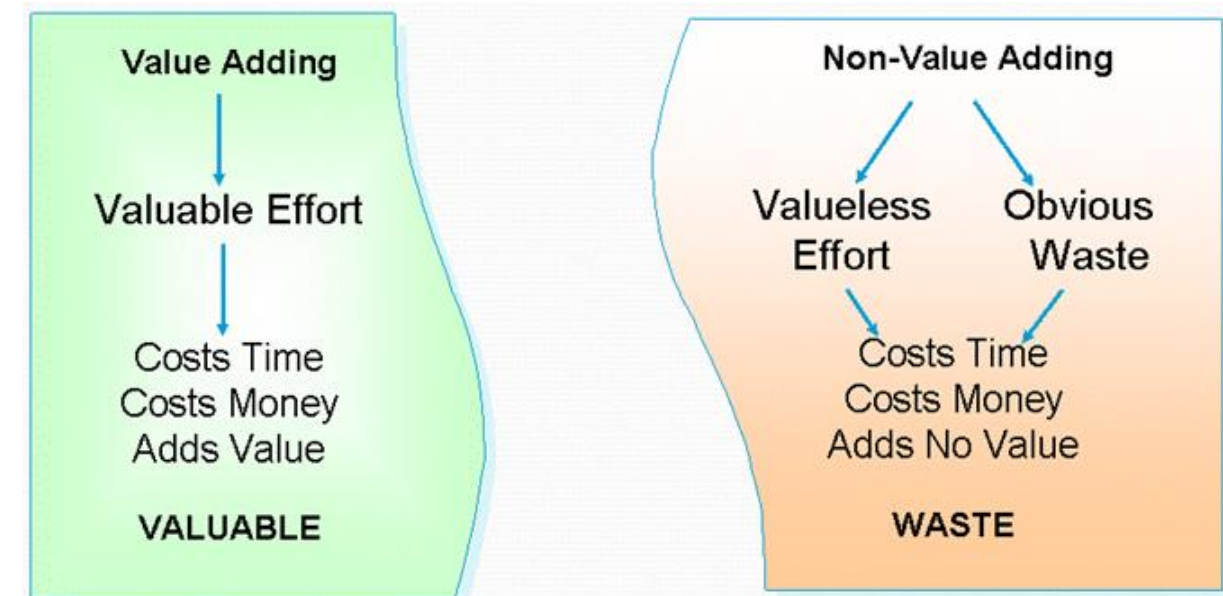 Value Adding
Valuable Effort
Costs Time
Costs Money
Adds Value
VALUABLE
Non-Value Adding
Valueless
Effort
Obvious
Waste
Costs Time
Costs Money
Adds No Value
WASTE